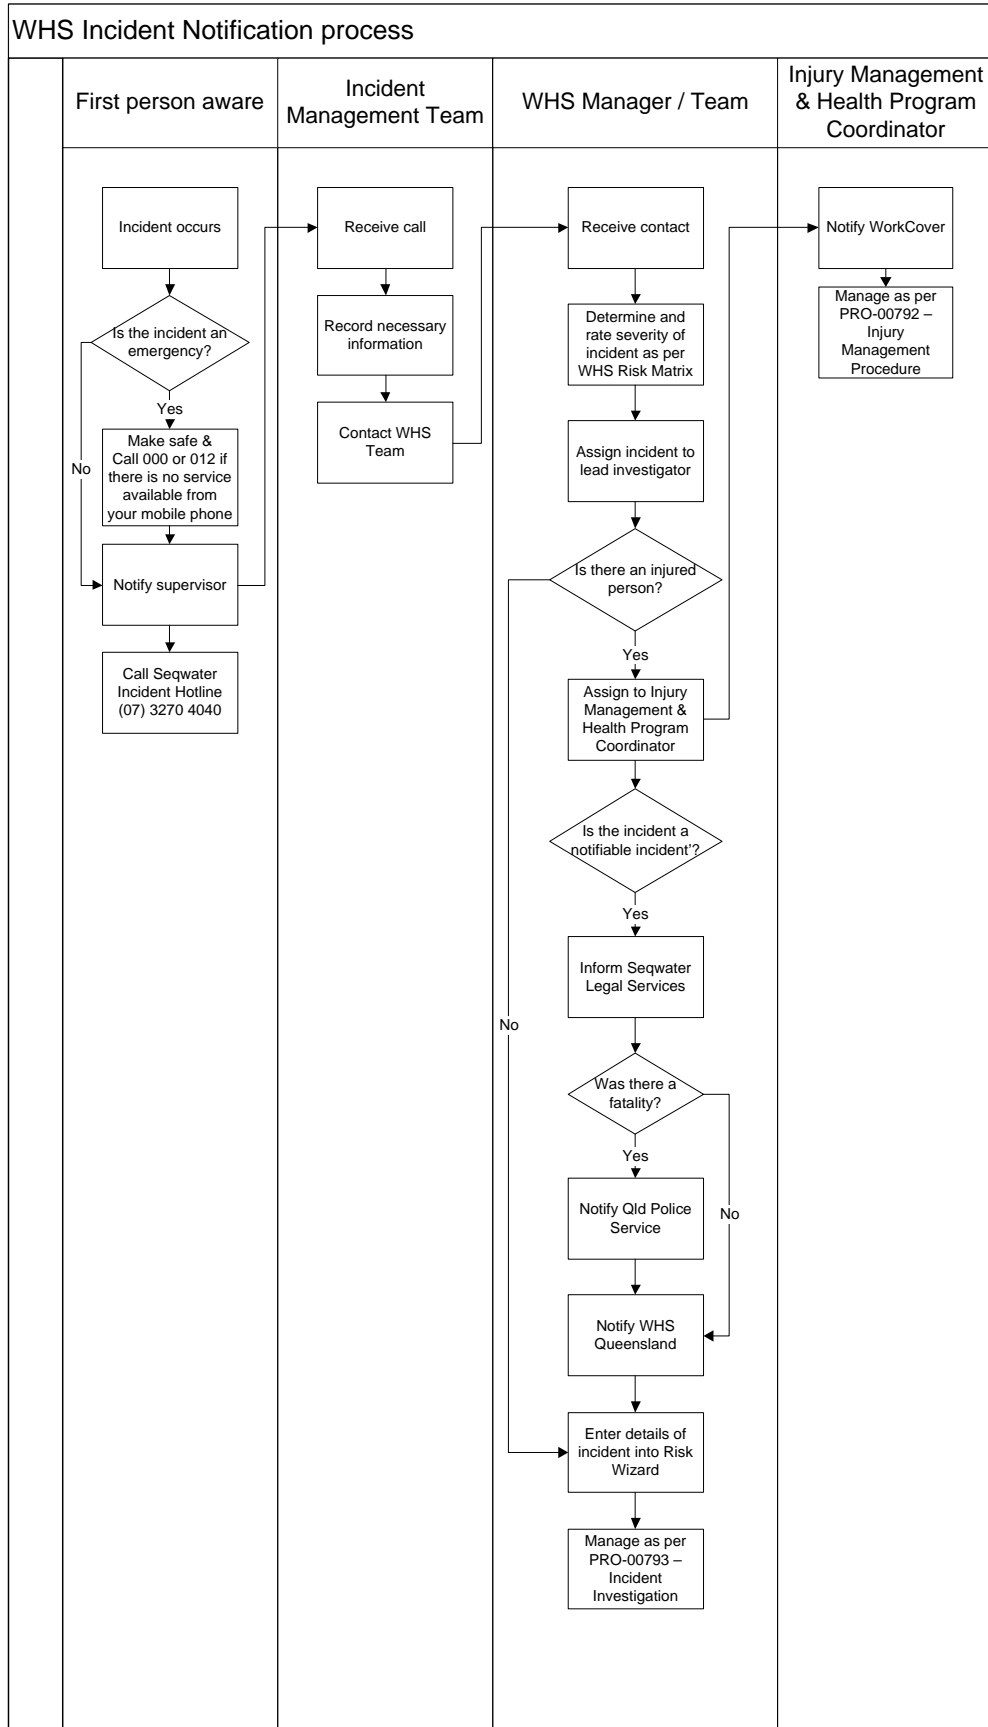 WHS Incident Notification process
First person aware
Incident
Management Team
WHS Manager / Team
Injury Management
& Health Program
Coordinator
Incident occurs
Is the incident an
emergency?
Yes
No
Make safe &
Call 000 or 012 if
there is no service
available from
your mobile phone
Notify supervisor
Call Seqwater
Incident Hotline
(07) 3270 4040
Receive call
Record necessary
information
Contact WHS
Team
Receive contact
Determine and
rate severity of
incident as per
WHS Risk Matrix
Assign incident to
lead investigator
Is there an injured
person?
Yes
No
Assign to Injury
Management &
Health Program
Coordinator
Is the incident a
notifiable incident’?
Yes
Inform Seqwater
Legal Services
Was there a
fatality?
Yes
No
Notify Qld Police
Service
Notify WHS
Queensland
Enter details of
incident into Risk
Wizard
Manage as per
PRO-00793 –
Incident
Investigation
Notify WorkCover
Manage as per
PRO-00792 –
Injury
Management
Procedure